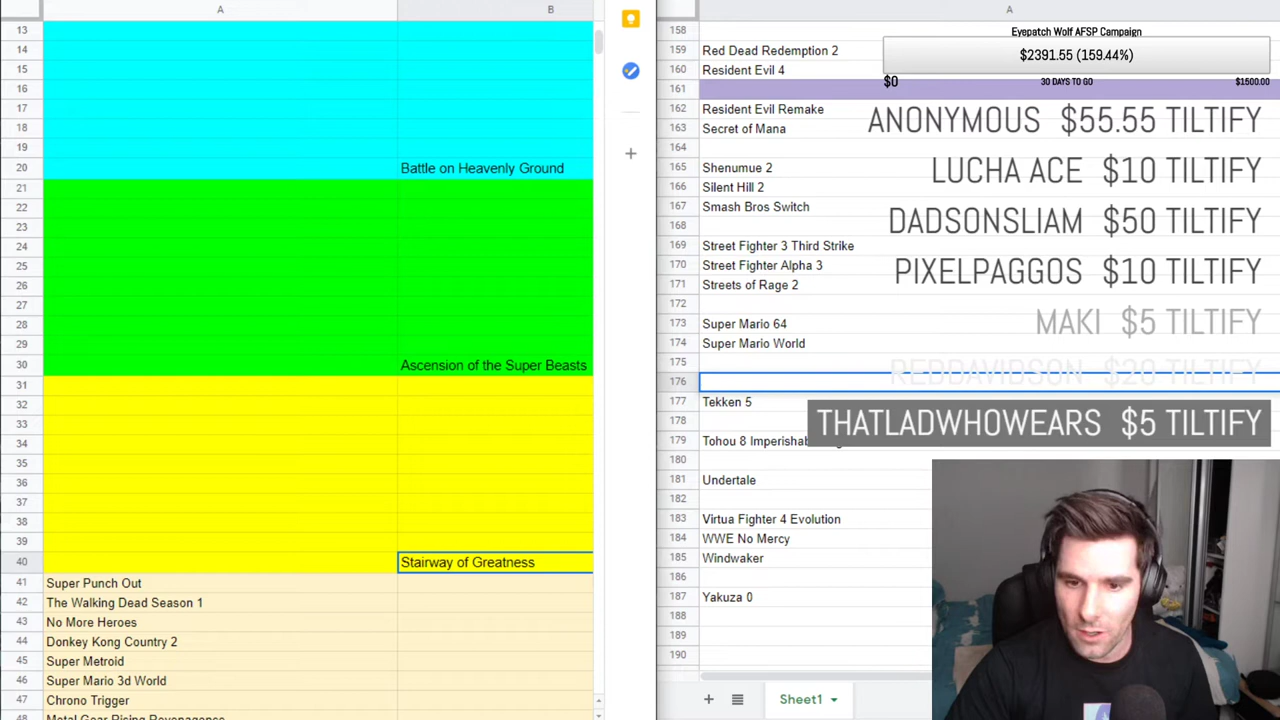 A
B
13
14
15
16
17
18
19
20 Battle on Heavenly Ground
21
22
23
24
25
26
27
28
29
30 Ascension of the Super Beasts
31
32
33
34
35
36
37
38
39
40 Stairway of Greatness
41 Super Punch Out
42 The Walking Dead Season 1
43 No More Heroes
44 Donkey Kong Country 2
45 Super Metroid
46 Super Mario 3d World
47 Chrono Trigger
48 Metal Gear Rising Revengeance
A
158
159 Red Dead Redemption 2
160 Resident Evil 4
161
162 Resident Evil Remake
163 Secret of Mana
164
165 Shenumue 2
166 Silent Hill 2
167 Smash Bros Switch
168
169 Street Fighter 3 Third Strike
170 Street Fighter Alpha 3
171 Streets of Rage 2
172
173 Super Mario 64
174 Super Mario World
175
176
177 Tekken 5
178
179 Tohou 8
180
181 Undertale
182
183 Virtua Fighter 4 Evolution
184 WWE No Mercy
185 Windwaker
186
187 Yakuza 0
188
189
190
Sheet1
Eyepatch Wolf AFSP Campaign
$2391.55 (159.44%)
$0 30 DAYS TO GO $1500.00
ANONYMOUS $55.55 TILTIFY
LUCHA ACE $10 TILTIFY
DADSONSLIAM $50 TILTIFY
PIXELPAGGOS $10 TILTIFY
MAKI $5 TILTIFY
REDDAVIDSON $20 TILTIFY
THATLADWHOWEARS $5 TILTIFY